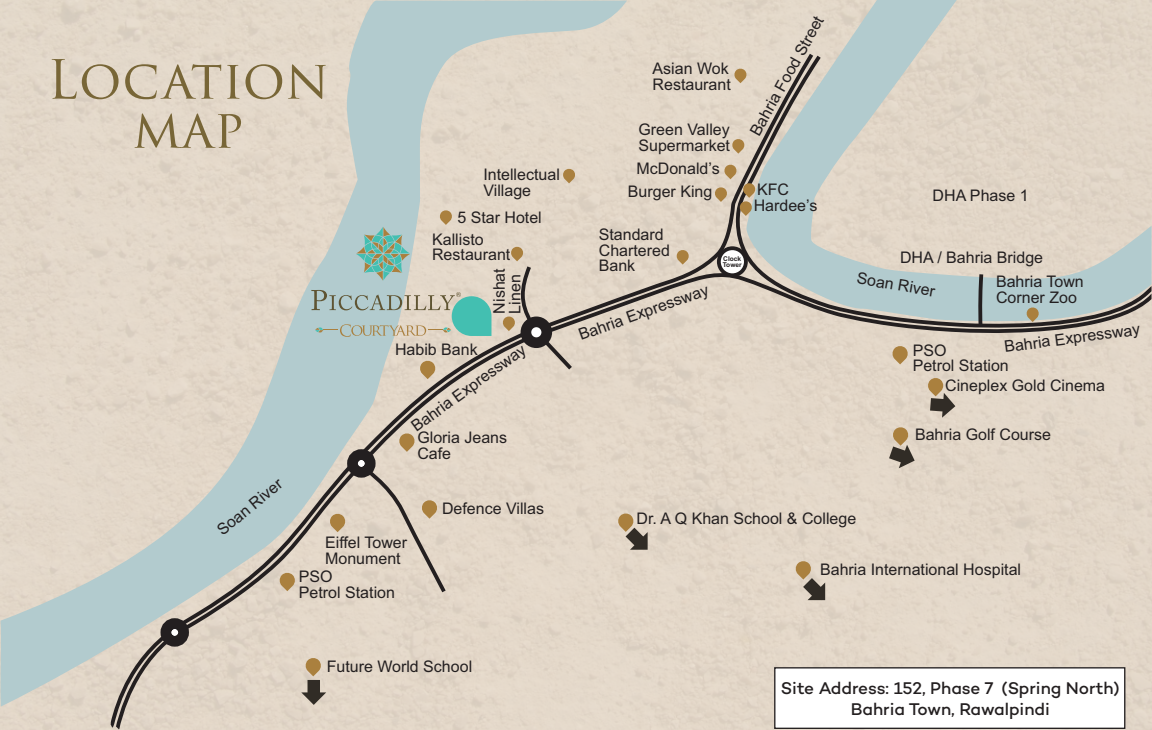 LOCATION
MAP
Asian Wok
Restaurant
Bahria Food Street
Green Valley
Supermarket
McDonald's
Burger King
KFC
Hardee's
DHA Phase 1
Intellectual
Village
5 Star Hotel
Kallisto
Restaurant
Standard
Chartered
Bank
Clock
Tower
DHA / Bahria Bridge
Soan River
Bahria Town
Corner Zoo
Nishat
Linen
PICCADILLY®
COURTYARD
Bahria Expressway
Bahria Expressway
Habib Bank
Bahria Expressway
PSO
Petrol Station
Cineplex Gold Cinema
Gloria Jeans
Cafe
Bahria Golf Course
Soan River
Defence Villas
Dr. A Q Khan School & College
Eiffel Tower
Monument
PSO
Petrol Station
Bahria International Hospital
Future World School
Site Address: 152, Phase 7 (Spring North)
Bahria Town, Rawalpindi